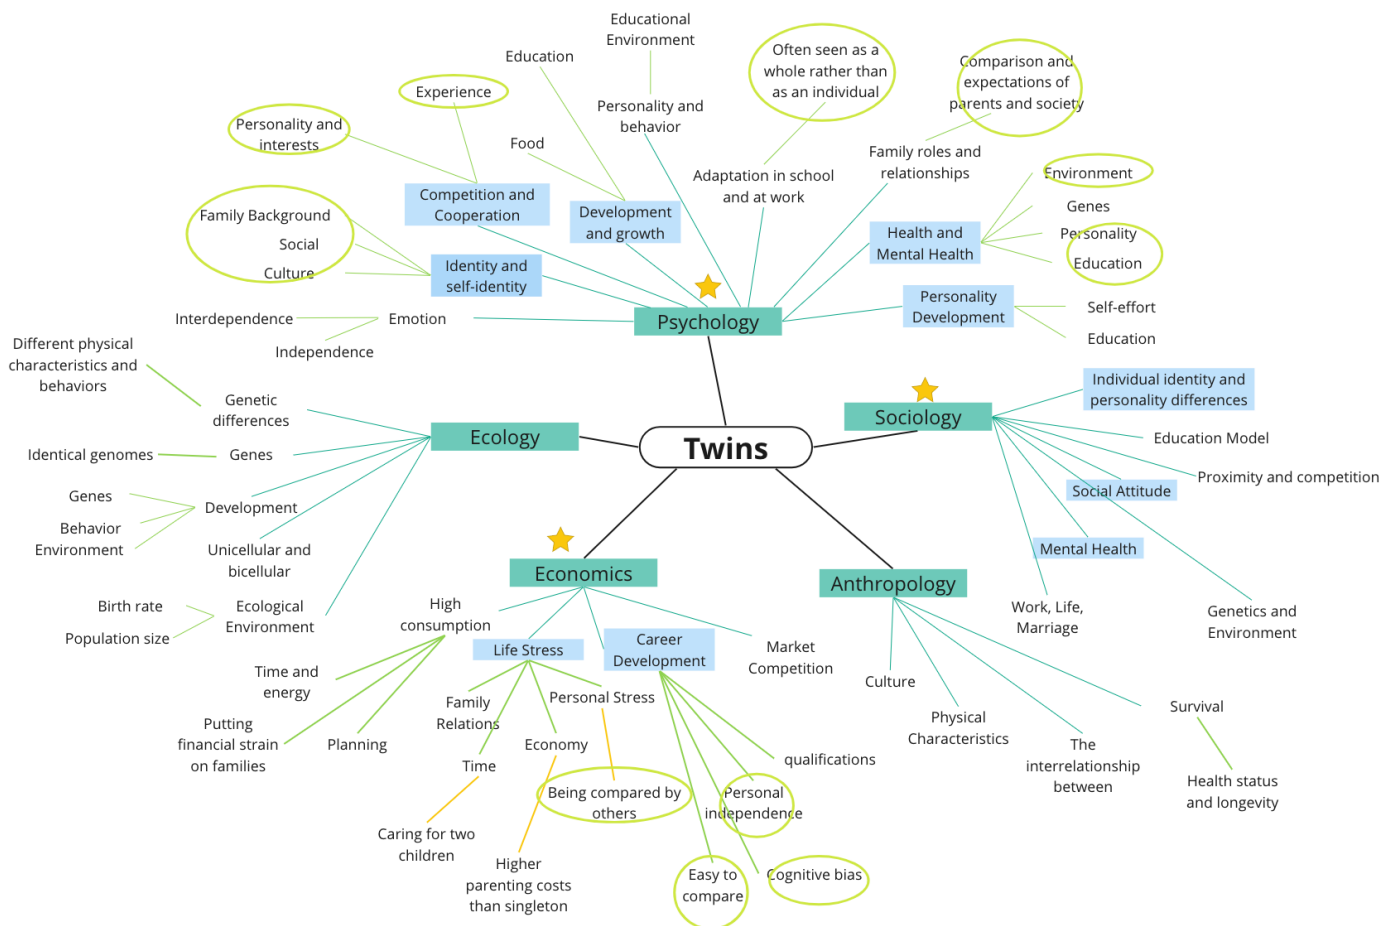 Educational
Environment
Education
Often seen as a
whole rather than
as an individual
Comparison and
expectations of
parents and society
Experience
Personality and
behavior
Personality and
interests
Food
Family roles and
relationships
Adaptation in school
and at work
Environment
Genes
Personality
Education
Competition and
Cooperation
Development
and growth
Health and
Mental Health
Family Background
Social
Culture
Identity and
self-identity
Personality
Development
Self-effort
Education
Interdependence
Emotion
Independence
Psychology
Different physical
characteristics and
behaviors
Individual identity and
personality differences
Genetic
differences
Sociology
Ecology
Twins
Education Model
Identical genomes
Genes
Proximity and competition
Social Attitude
Genes
Development
Behavior
Environment
Unicellular and
bicellular
Mental Health
Economics
Anthropology
Birth rate
Population size
Ecological
Environment
High
consumption
Work, Life,
Marriage
Genetics and
Environment
Life Stress
Career
Development
Market
Competition
Time and
energy
Culture
Family
Relations
Personal Stress
Survival
Putting
financial strain
on families
Planning
Economy
Physical
Characteristics
The
interrelationship
between
Time
qualifications
Health status
and longevity
Being compared by
others
Personal
independence
Caring for two
children
Higher
parenting costs
than singleton
Easy to
compare
Cognitive bias